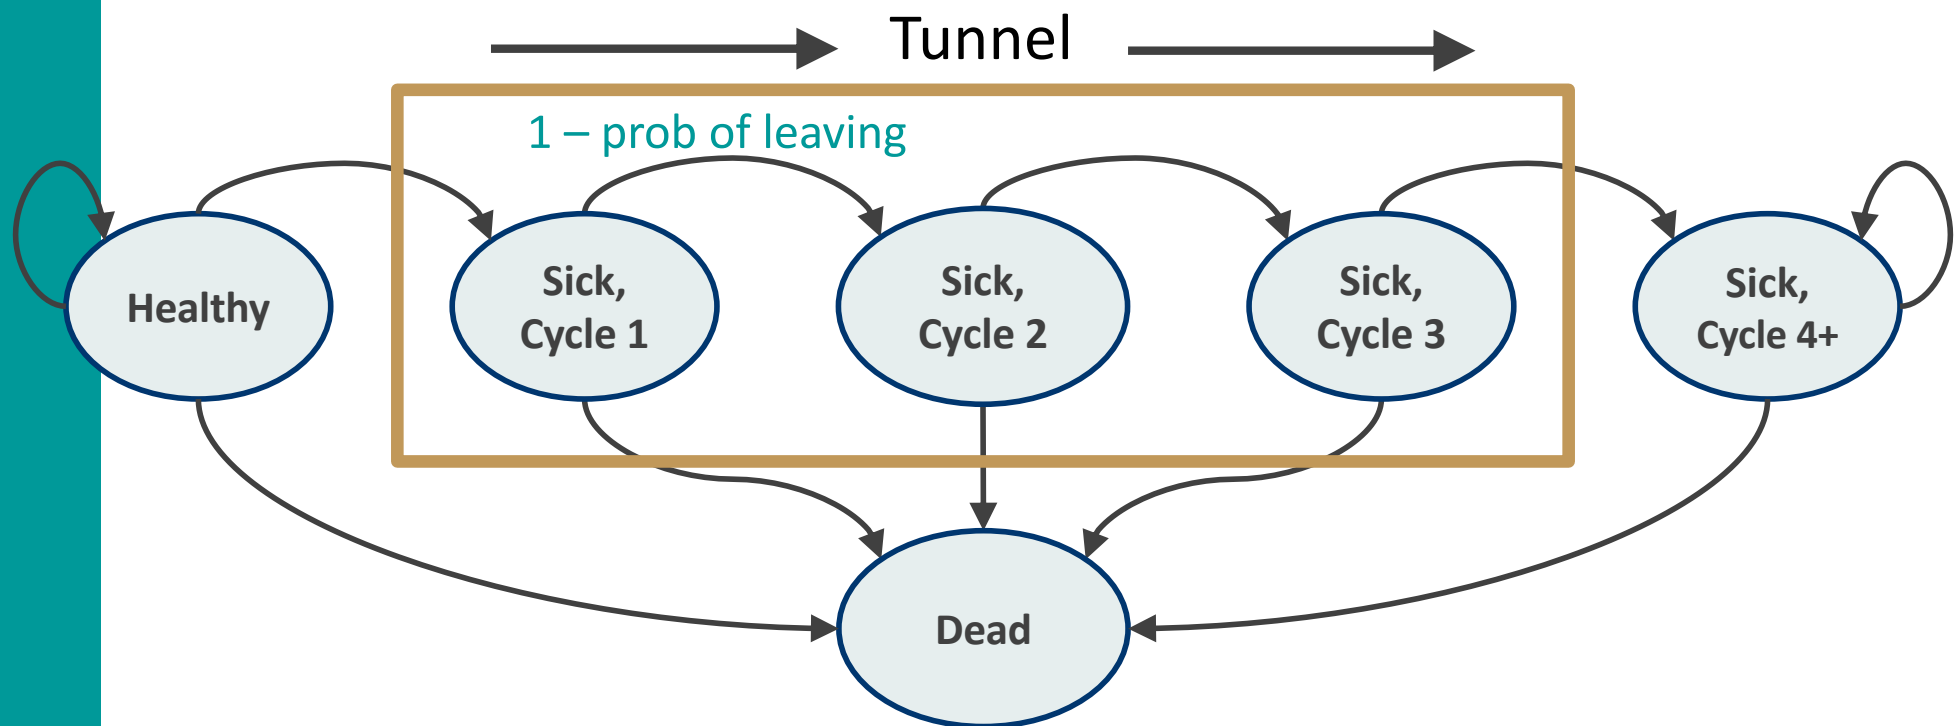 Tunnel
1 – prob of leaving
Healthy
Sick,
Cycle 1
Sick,
Cycle 2
Sick,
Cycle 3
Sick,
Cycle 4+
Dead